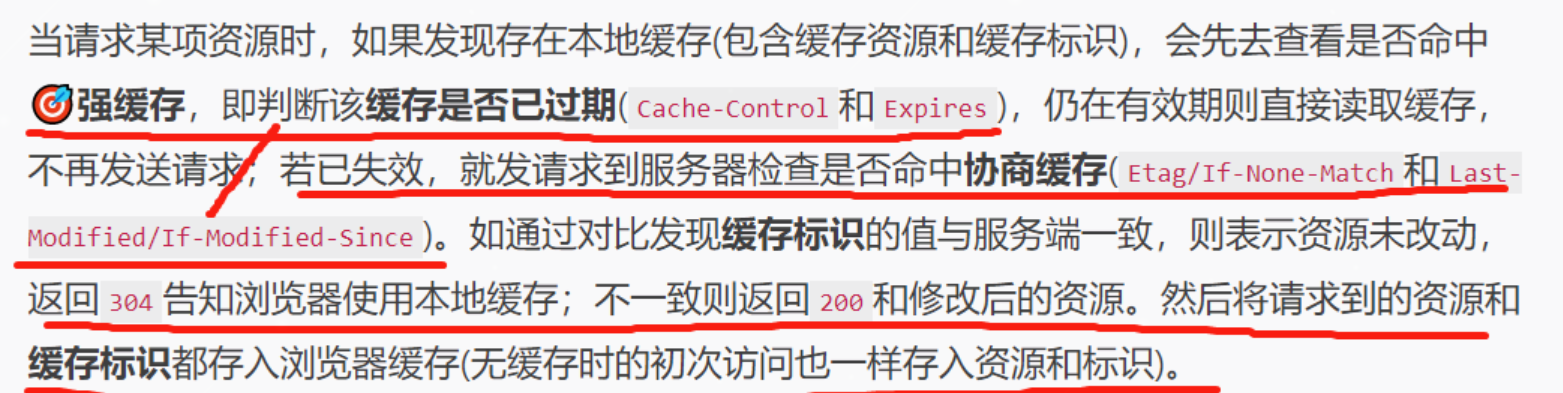 当请求某项资源时，如果发现存在本地缓存(包含缓存资源和缓存标识)，会先去查看是否命中
🎯强缓存，即判断该缓存是否已过期( Cache-Control 和 Expires )，仍在有效期则直接读取缓存，
不再发送请求；若已失效，就发请求到服务器检查是否命中协商缓存( Etag/If-None-Match 和 Last-
Modified/If-Modified-Since )。如通过对比发现缓存标识的值与服务端一致，则表示资源未改动，
返回 304 告知浏览器使用本地缓存；不一致则返回 200 和修改后的资源。然后将请求到的资源和
缓存标识都存入浏览器缓存(无缓存时的初次访问也一样存入资源和标识)。